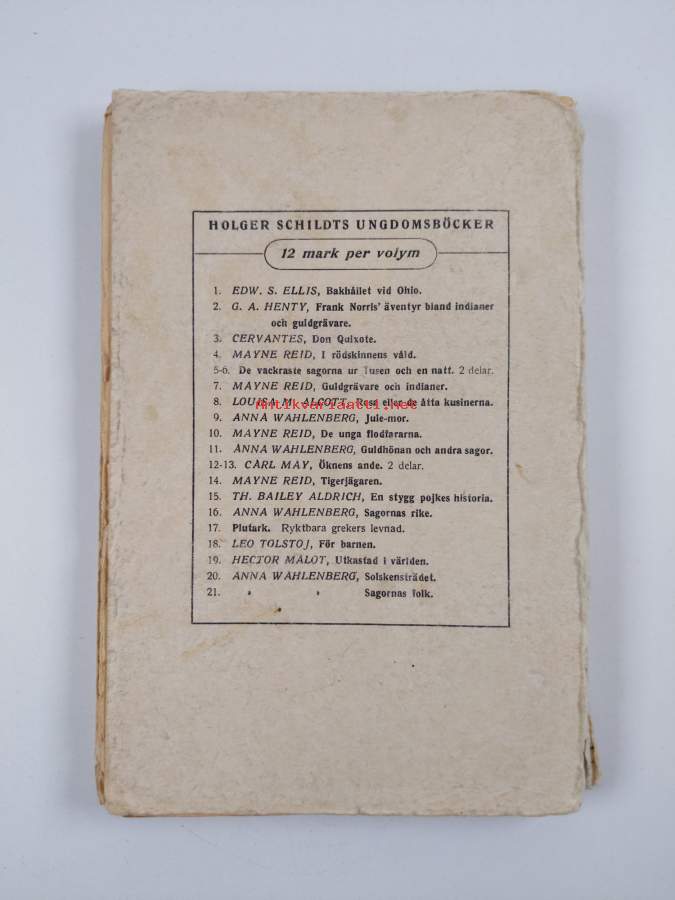 HOLGER SCHILDTS UNGDOMSBÖCKER
12 mark per volym
1. EDW. S. ELLIS, Bakhållet vid Ohio.
2. G. A. HENTY, Frank Norris' äventyr bland indianer
och guldgrävare.
3. CERVANTES, Don Quixote.
4. MAYNE REID, I rödskinnens våld.
5-6. De vackraste sagorna ur Tusen och en natt. 2 delar.
7. MAYNE REID, Guldgrävare och indianer.
8. LOUISA M. ALCOTT, Rosa eller de åtta kusinerna.
Antikvariaatti.net
9. ANNA WAHLENBERG, Jule-mor.
10. MAYNE REID, De unga flodfararna.
11. ANNA WAHLENBERG, Guldhönan och andra sagor.
12-13. CARL MAY, Öknens ande. 2 delar.
14. MAYNE REID, Tigerjägaren.
15. TH. BAILEY ALDRICH, En stygg pojkes historia.
16. ANNA WAHLENBERG, Sagornas rike.
17. Plutark. Ryktbara grekers levnad.
18. LEO TOLSTOJ, För barnen.
19. HECTOR MALOT, Utkastad i världen.
20. ANNA WAHLENBERG, Solskensträdet.
21. » » Sagornas folk.